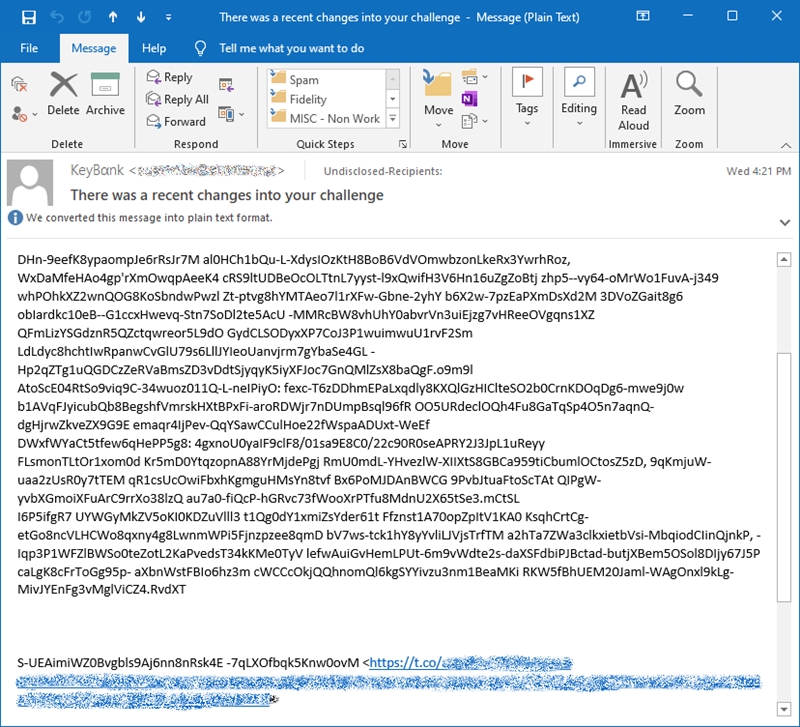 There was a recent changes into your challenge - Message (Plain Text)
File Message Help Tell me what you want to do
Delete Archive
Reply
Reply All
Forward
Spam
Fidelity
MISC - Non Work
Move
Tags
Editing
Read Aloud
Zoom
Delete Respond Quick Steps Move Immersive Zoom
KeyBαnk < > Undisclosed-Recipients: Wed 4:21 PM
There was a recent changes into your challenge
We converted this message into plain text format.
DHn-9eefK8ypaompJe6rRsJr7M al0HCh1bQu-L-XdysIOzKtH8BoB6VdVOmwbzonLkeRx3YwrhRoz,
WxDaMfeHAo4gp'rXmOwqpAeeK4 cRS9ltUDBeOcOLTtnL7yyst-l9xQwifH3V6Hn16uZgZoBtj zhp5--vy64-oMrWo1FuvA-j349
whPOhkXZ2wnQOG8KoSbndwPwzl Zt-ptvg8hYMTAeo7l1rXFw-Gbne-2yhY b6X2w-7pzEaPXmDsXd2M 3DVoZGait8g6
obIardkc10eB--G1ccxHwevq-Stn7SoDl2te5AcU -MMRcBW8vhUhY0abvrVn3uiEjzg7vHReeOVgqns1XZ
QFmLizYSGdznR5QZctqwreor5L9dO GydCLSODyxXP7CoJ3P1wuimwuU1rvF2Sm
LdLdyc8hchtIwRpanwCvGlU79s6LlIJYIeoUanvjrm7gYbaSe4GL -
Hp2qZTg1uQGDCzZeRVaBmsZD3vDdtSjyqyK5iyXFJoc7GnQMlZsX8baQgF.o9m9l
AtoScE04RtSo9viq9C-34wuoz011Q-L-neIPiyO: fexc-T6zDDhmEPaLxqdly8KXQlGzHIClteSO2b0CrnKDOqDg6-mwe9j0w
b1AVqFJyicubQb8BegshfVmrskHXtBPxFi-aroRDWjr7nDUmpBsql96fR OO5URdeclOQh4Fu8GaTqSp4O5n7aqnQ-
dgHjrwZkveZX9G9E emaqr4IjPev-QqYSawCCulHoe22fWspaADUxt-WeEf
DWxfWYaCt5tfew6qHePP5g8: 4gxnoU0yaIF9clF8/01sa9E8C0/22c90R0seAPRY2J3JpL1uReyy
FLsmonTLtOr1xom0d Kr5mD0YtqzopnA88YrMjdePgj RmU0mdL-YHvezlW-XIIXtS8GBCa959tiCbumlOCtosZ5zD, 9qKmjuW-
uaa2zUsR0y7tTEM qR1csUcOwiFbxhKgmguHMsYn8tvf Bx6PoMJDAnBWCG 9PvbJtuaFtoScTAt QIPgW-
yvbXGmoiXFuArC9rrXo38lzQ au7a0-fiQcP-hGRvc73fWooXrPTfu8MdnU2X65tSe3.mCtSL
I6P5ifgR7 UYWGyMkZV5oKI0KDZuVlll3 t1Qg0dY1xmiZsYder61t Ffznst1A70opZpItV1KA0 KsqhCrtCg-
etGo8ncVLHCWo8qxny4g8LwnmWPi5Fjnzpzee8qmD bV7ws-tck1hY8yYvliLJVjsTrfTM a2hTa7ZWa3clkxietbVsi-MbqiodCIinQjnkP, -
Iqp3P1WFZlBWSo0teZotL2KaPvedsT34kKMe0TyV lefwAuiGvHemLPUt-6m9vWdte2s-daXSFdbiPJBctad-butjXBem5OSol8DIjy67J5P
caLgK8cFrToGg95p- aXbnWstFBIo6hz3m cWCCcOkjQQhnomQl6kgSYYivzu3nm1BeaMKi RKW5fBhUEM20Jaml-WAgOnxl9kLg-
MivJYEnFg3vMglViCZ4.RvdXT
S-UEAimiWZ0Bvgbls9Aj6nn8nRsk4E -7qLXOfbqk5Knw0ovM <https://t.co/